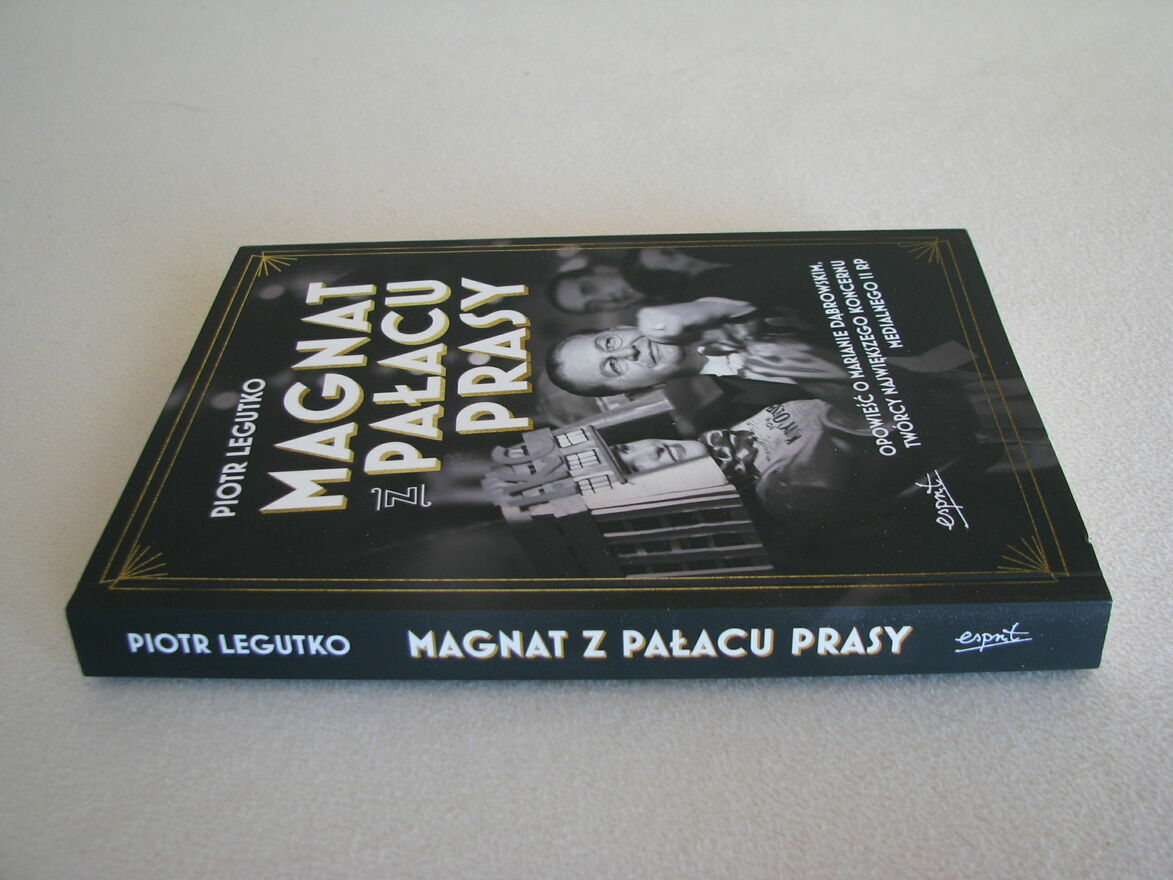 PIOTR LEGUTKO
MAGNAT
Z PAŁACU
PRASY
OPOWIEŚĆ O MARIANIE DĄBROWSKIM,
TWÓRCY NAJWIĘKSZEGO KONCERNU
MEDIALNEGO II RP
esprit
PIOTR LEGUTKO
MAGNAT Z PAŁACU PRASY
esprit